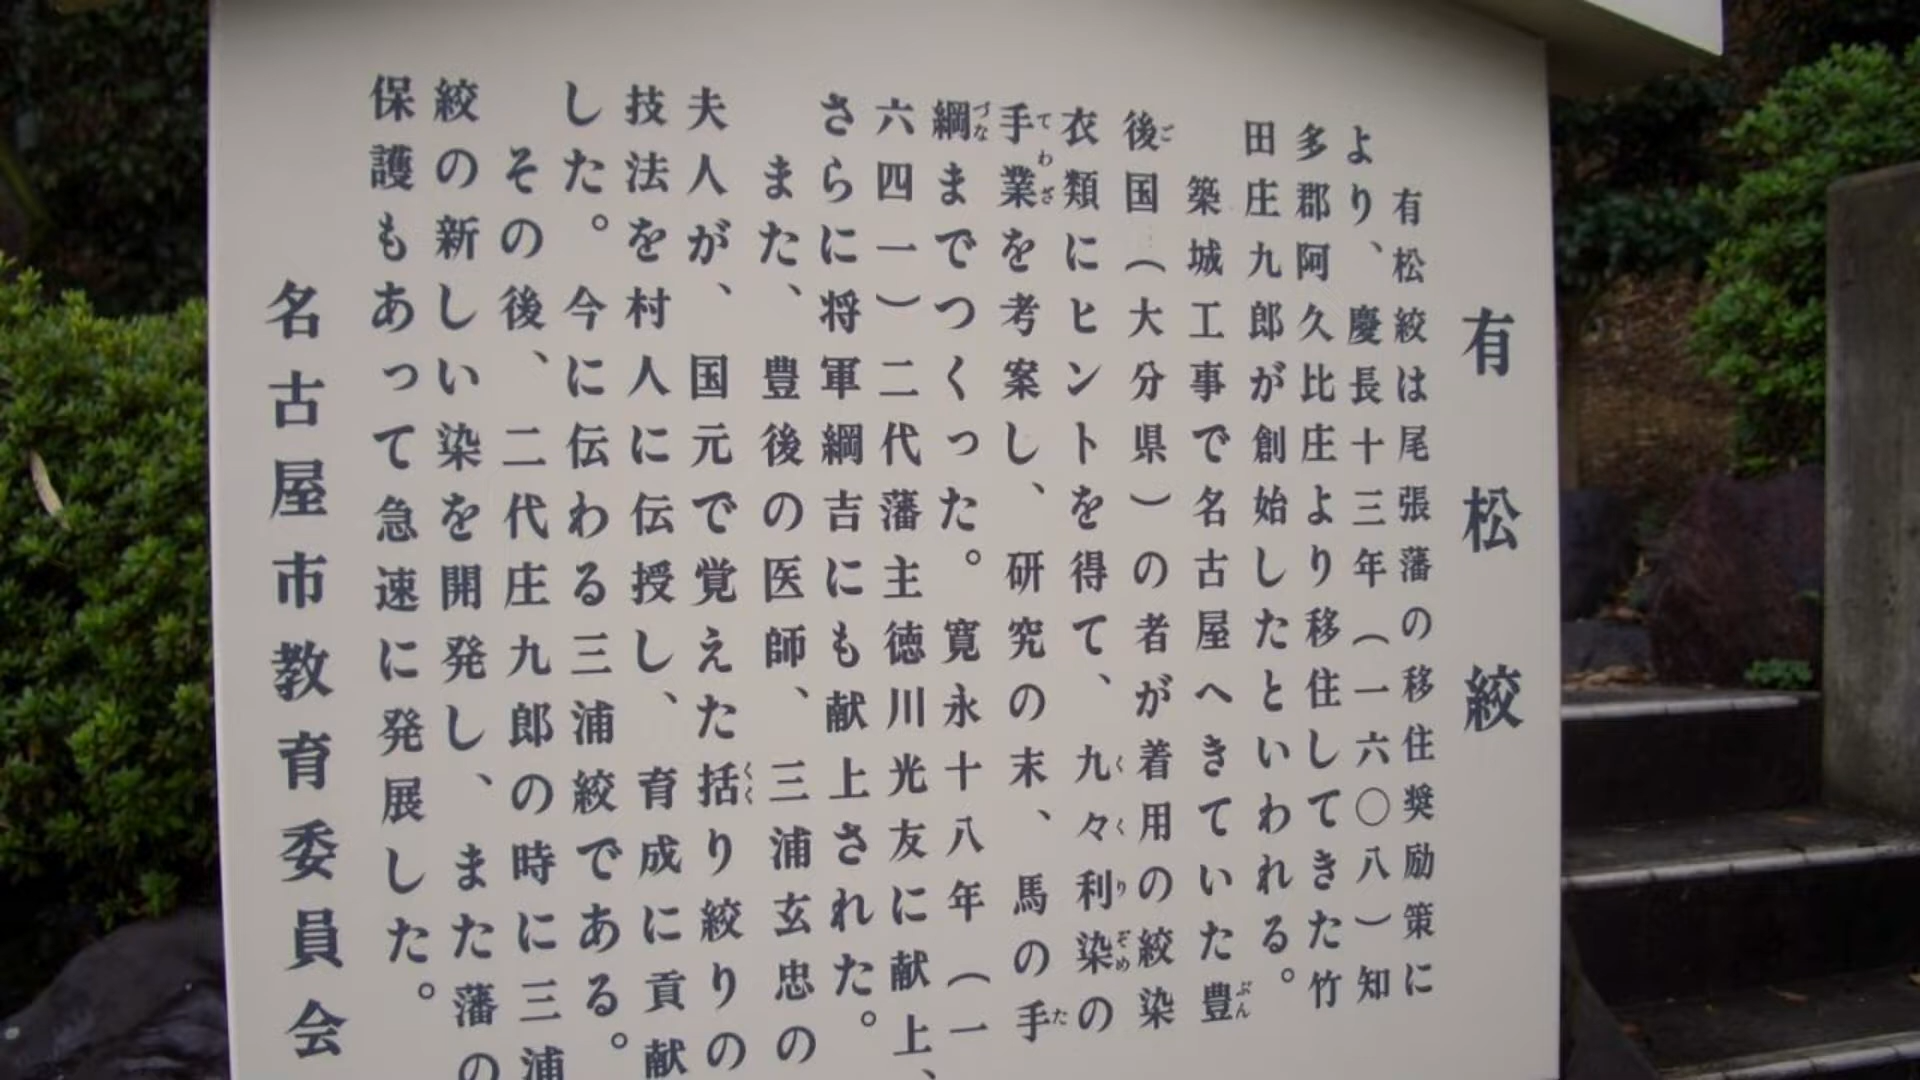 有松絞
有松絞は尾張藩の移住奨励策に
より、慶長十三年(一六〇八)知
多郡阿久比庄より移住してきた竹
田庄九郎が創始したといわれる。
築城工事で名古屋へきていた豊
後国(大分県)の者が着用の絞染
衣類にヒントを得て、九々利染の
手業を考案し、研究の末、馬の手
綱までつくった。寛永十八年(一
六四一)二代藩主徳川光友に献上、
さらに将軍綱吉にも献上された。
また、豊後の医師、三浦玄忠の
夫人が、国元で覚えた括り絞りの
技法を村人に伝授し、育成に貢献
した。今に伝わる三浦絞である。
その後、二代庄九郎の時に三浦
絞の新しい染を開発し、また藩の
保護もあって急速に発展した。
名古屋市教育委員会